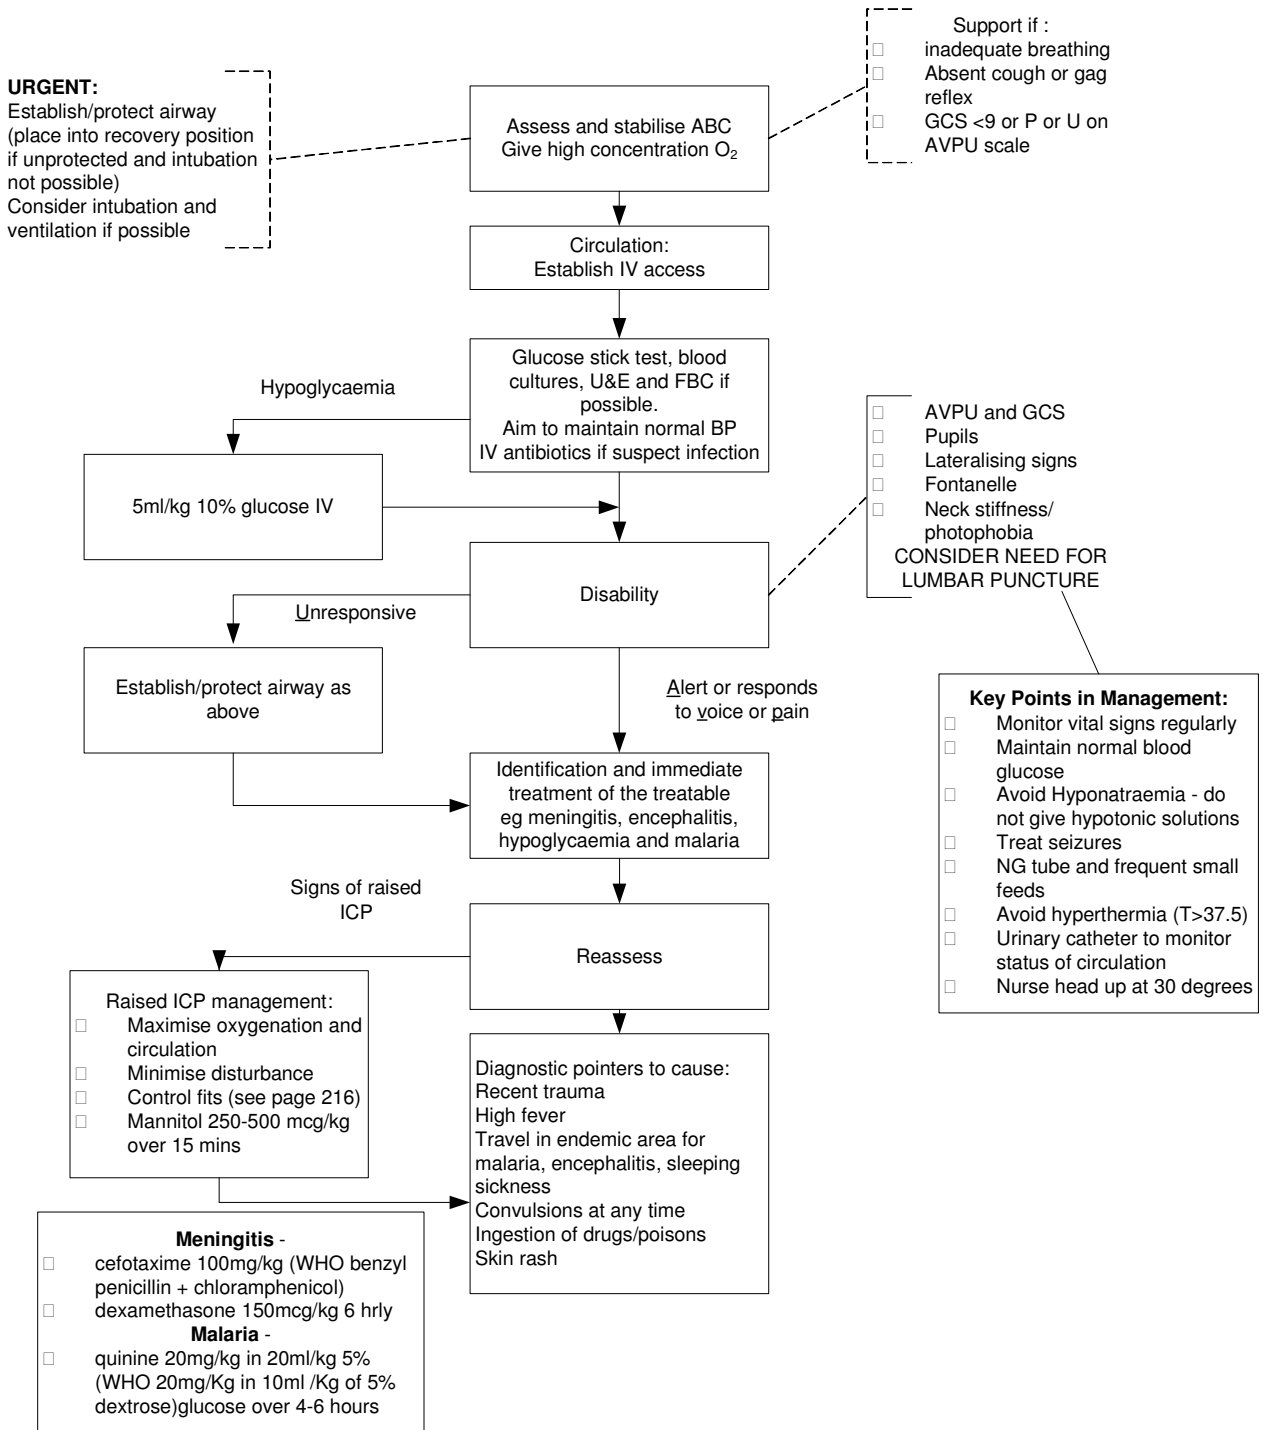 Support if :
inadequate breathing
Absent cough or gag
reflex
GCS <9 or P or U on
AVPU scale
URGENT:
Establish/protect airway
(place into recovery position
if unprotected and intubation
not possible)
Consider intubation and
ventilation if possible
Assess and stabilise ABC
Give high concentration O₂
Circulation:
Establish IV access
Glucose stick test, blood
cultures, U&E and FBC if
possible.
Aim to maintain normal BP
IV antibiotics if suspect infection
Hypoglycaemia
5ml/kg 10% glucose IV
AVPU and GCS
Pupils
Lateralising signs
Fontanelle
Neck stiffness/
photophobia
CONSIDER NEED FOR
LUMBAR PUNCTURE
Disability
Unresponsive
Establish/protect airway as
above
Alert or responds
to voice or pain
Key Points in Management:
Monitor vital signs regularly
Maintain normal blood
glucose
Avoid Hyponatraemia - do
not give hypotonic solutions
Treat seizures
NG tube and frequent small
feeds
Avoid hyperthermia (T>37.5)
Urinary catheter to monitor
status of circulation
Nurse head up at 30 degrees
Identification and immediate
treatment of the treatable
eg meningitis, encephalitis,
hypoglycaemia and malaria
Signs of raised
ICP
Reassess
Raised ICP management:
Maximise oxygenation and
circulation
Minimise disturbance
Control fits (see page 216)
Mannitol 250-500 mcg/kg
over 15 mins
Diagnostic pointers to cause:
Recent trauma
High fever
Travel in endemic area for
malaria, encephalitis, sleeping
sickness
Convulsions at any time
Ingestion of drugs/poisons
Skin rash
Meningitis -
cefotaxime 100mg/kg (WHO benzyl
penicillin + chloramphenicol)
dexamethasone 150mcg/kg 6 hrly
Malaria -
quinine 20mg/kg in 20ml/kg 5%
(WHO 20mg/Kg in 10ml /Kg of 5%
dextrose)glucose over 4-6 hours